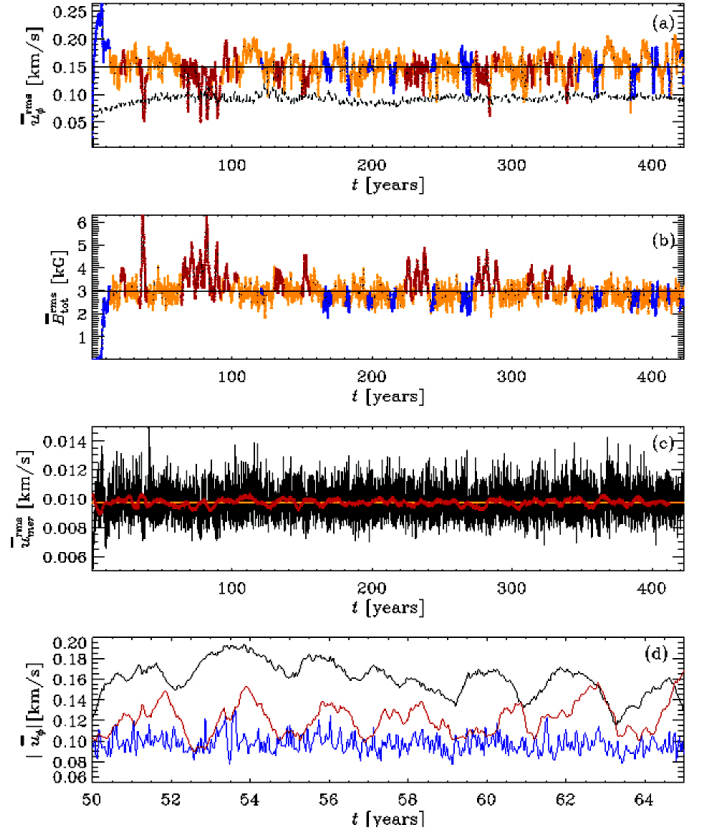 (a)
0.25
0.20
0.15
0.10
0.05
u̅_ϕ^rms [km/s]
100 200 300 400
t [years]
(b)
6
5
4
3
2
1
B̅_tot^rms [kG]
100 200 300 400
t [years]
(c)
0.014
0.012
0.010
0.008
0.006
u̅_mer^rms [km/s]
100 200 300 400
t [years]
(d)
0.20
0.18
0.16
0.14
0.12
0.10
0.08
0.06
|u̅_ϕ| [km/s]
50 52 54 56 58 60 62 64
t [years]